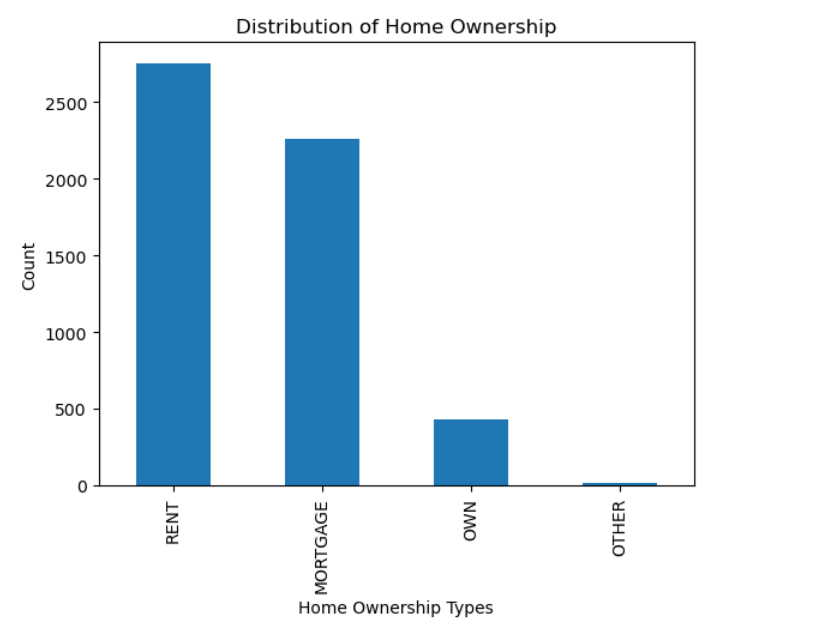 Distribution of Home Ownership
Count
2500
2000
1500
1000
500
0
RENT
MORTGAGE
OWN
OTHER
Home Ownership Types